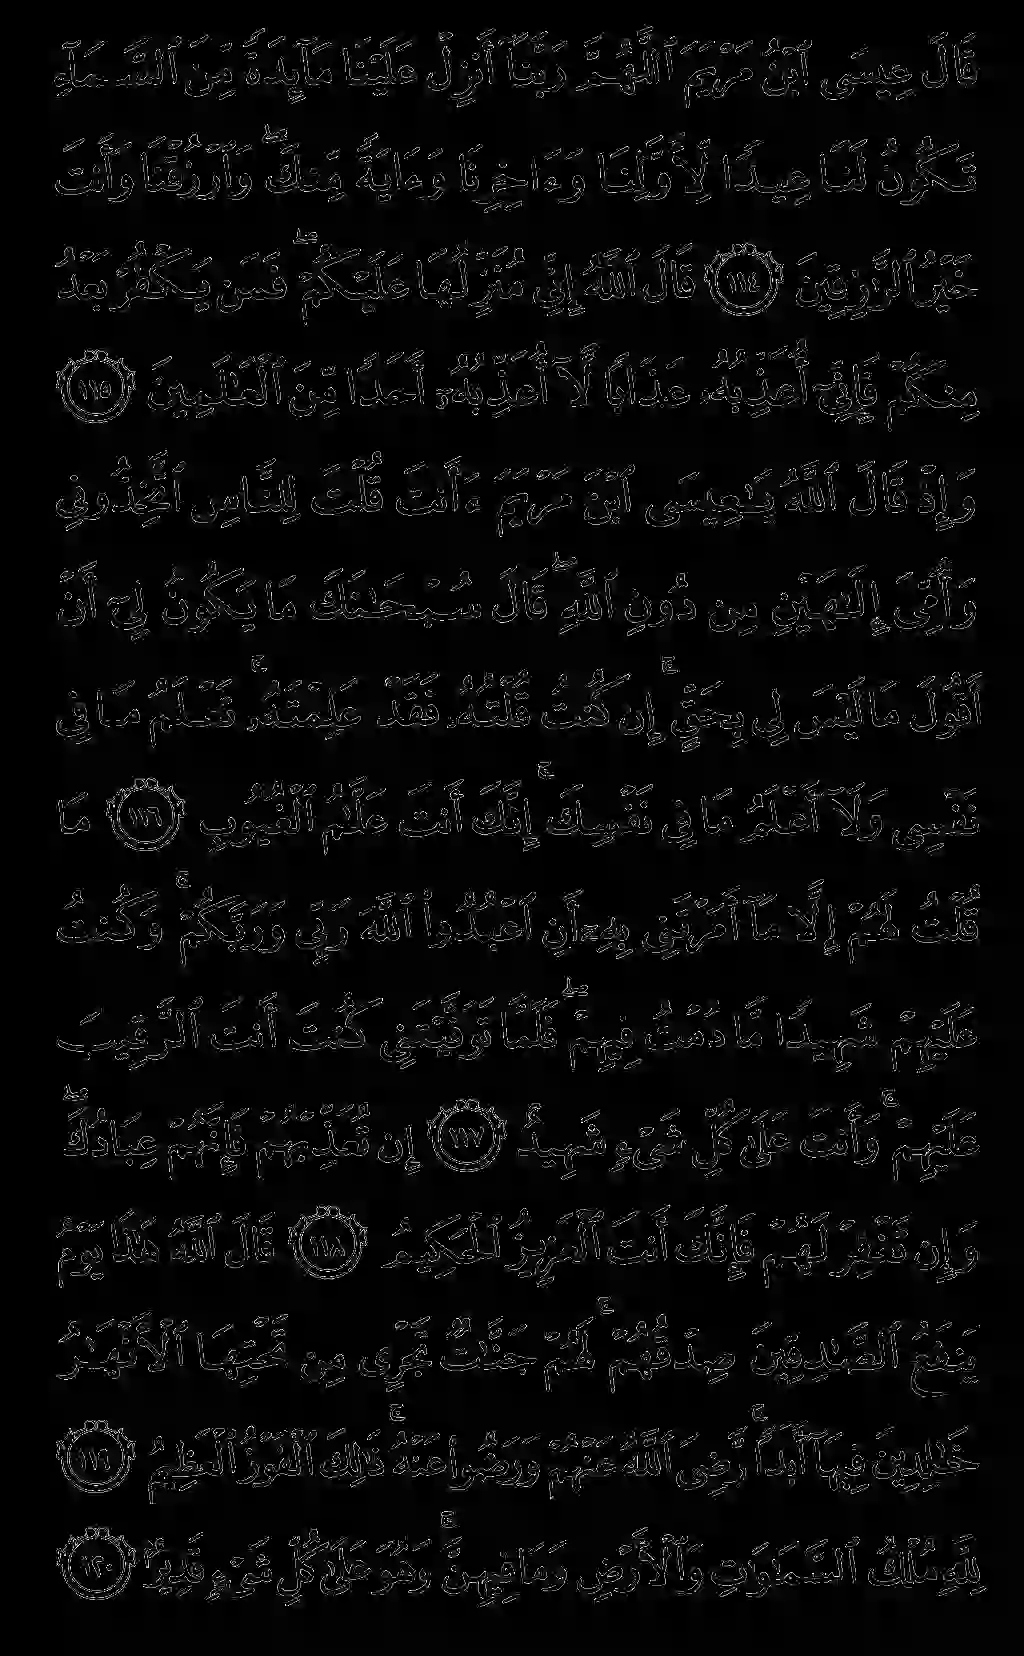 قَالَ عِيسَى ٱبْنُ مَرْيَمَ ٱللَّهُمَّ رَبَّنَآ أَنزِلْ عَلَيْنَا مَآئِدَةً مِّنَ ٱلسَّمَآءِ
تَكُونُ لَنَا عِيدًا لِّأَوَّلِنَا وَءَاخِرِنَا وَءَايَةً مِّنكَ ۖ وَٱرْزُقْنَا وَأَنتَ
خَيْرُ ٱلرَّٰزِقِينَ ١١٤ قَالَ ٱللَّهُ إِنِّي مُنَزِّلُهَا عَلَيْكُمْ ۖ فَمَن يَكْفُرْ بَعْدُ
مِنكُمْ فَإِنِّيٓ أُعَذِّبُهُۥ عَذَابًا لَّآ أُعَذِّبُهُۥٓ أَحَدًا مِّنَ ٱلْعَٰلَمِينَ ١١٥
وَإِذْ قَالَ ٱللَّهُ يَٰعِيسَى ٱبْنَ مَرْيَمَ ءَأَنتَ قُلْتَ لِلنَّاسِ ٱتَّخِذُونِي
وَأُمِّيَ إِلَٰهَيْنِ مِن دُونِ ٱللَّهِ ۖ قَالَ سُبْحَٰنَكَ مَا يَكُونُ لِيٓ أَنْ
أَقُولَ مَا لَيْسَ لِي بِحَقٍّ ۚ إِن كُنتُ قُلْتُهُۥ فَقَدْ عَلِمْتَهُۥ ۚ تَعْلَمُ مَا فِي
نَفْسِي وَلَآ أَعْلَمُ مَا فِي نَفْسِكَ ۚ إِنَّكَ أَنتَ عَلَّٰمُ ٱلْغُيُوبِ ١١٦ مَا
قُلْتُ لَهُمْ إِلَّا مَآ أَمَرْتَنِي بِهِۦٓ أَنِ ٱعْبُدُوا۟ ٱللَّهَ رَبِّي وَرَبَّكُمْ ۚ وَكُنتُ
عَلَيْهِمْ شَهِيدًا مَّا دُمْتُ فِيهِمْ ۖ فَلَمَّا تَوَفَّيْتَنِي كُنتَ أَنتَ ٱلرَّقِيبَ
عَلَيْهِمْ ۚ وَأَنتَ عَلَىٰ كُلِّ شَيْءٍ شَهِيدٌ ١١٧ إِن تُعَذِّبْهُمْ فَإِنَّهُمْ عِبَادُكَ ۖ
وَإِن تَغْفِرْ لَهُمْ فَإِنَّكَ أَنتَ ٱلْعَزِيزُ ٱلْحَكِيمُ ١١٨ قَالَ ٱللَّهُ هَٰذَا يَوْمُ
يَنفَعُ ٱلصَّٰدِقِينَ صِدْقُهُمْ ۚ لَهُمْ جَنَّٰتٌ تَجْرِي مِن تَحْتِهَا ٱلْأَنْهَٰرُ
خَٰلِدِينَ فِيهَآ أَبَدًا ۚ رَّضِيَ ٱللَّهُ عَنْهُمْ وَرَضُوا۟ عَنْهُ ۚ ذَٰلِكَ ٱلْفَوْزُ ٱلْعَظِيمُ ١١٩
لِلَّهِ مُلْكُ ٱلسَّمَٰوَٰتِ وَٱلْأَرْضِ وَمَا فِيهِنَّ ۚ وَهُوَ عَلَىٰ كُلِّ شَيْءٍ قَدِيرٌۢ ١٢٠